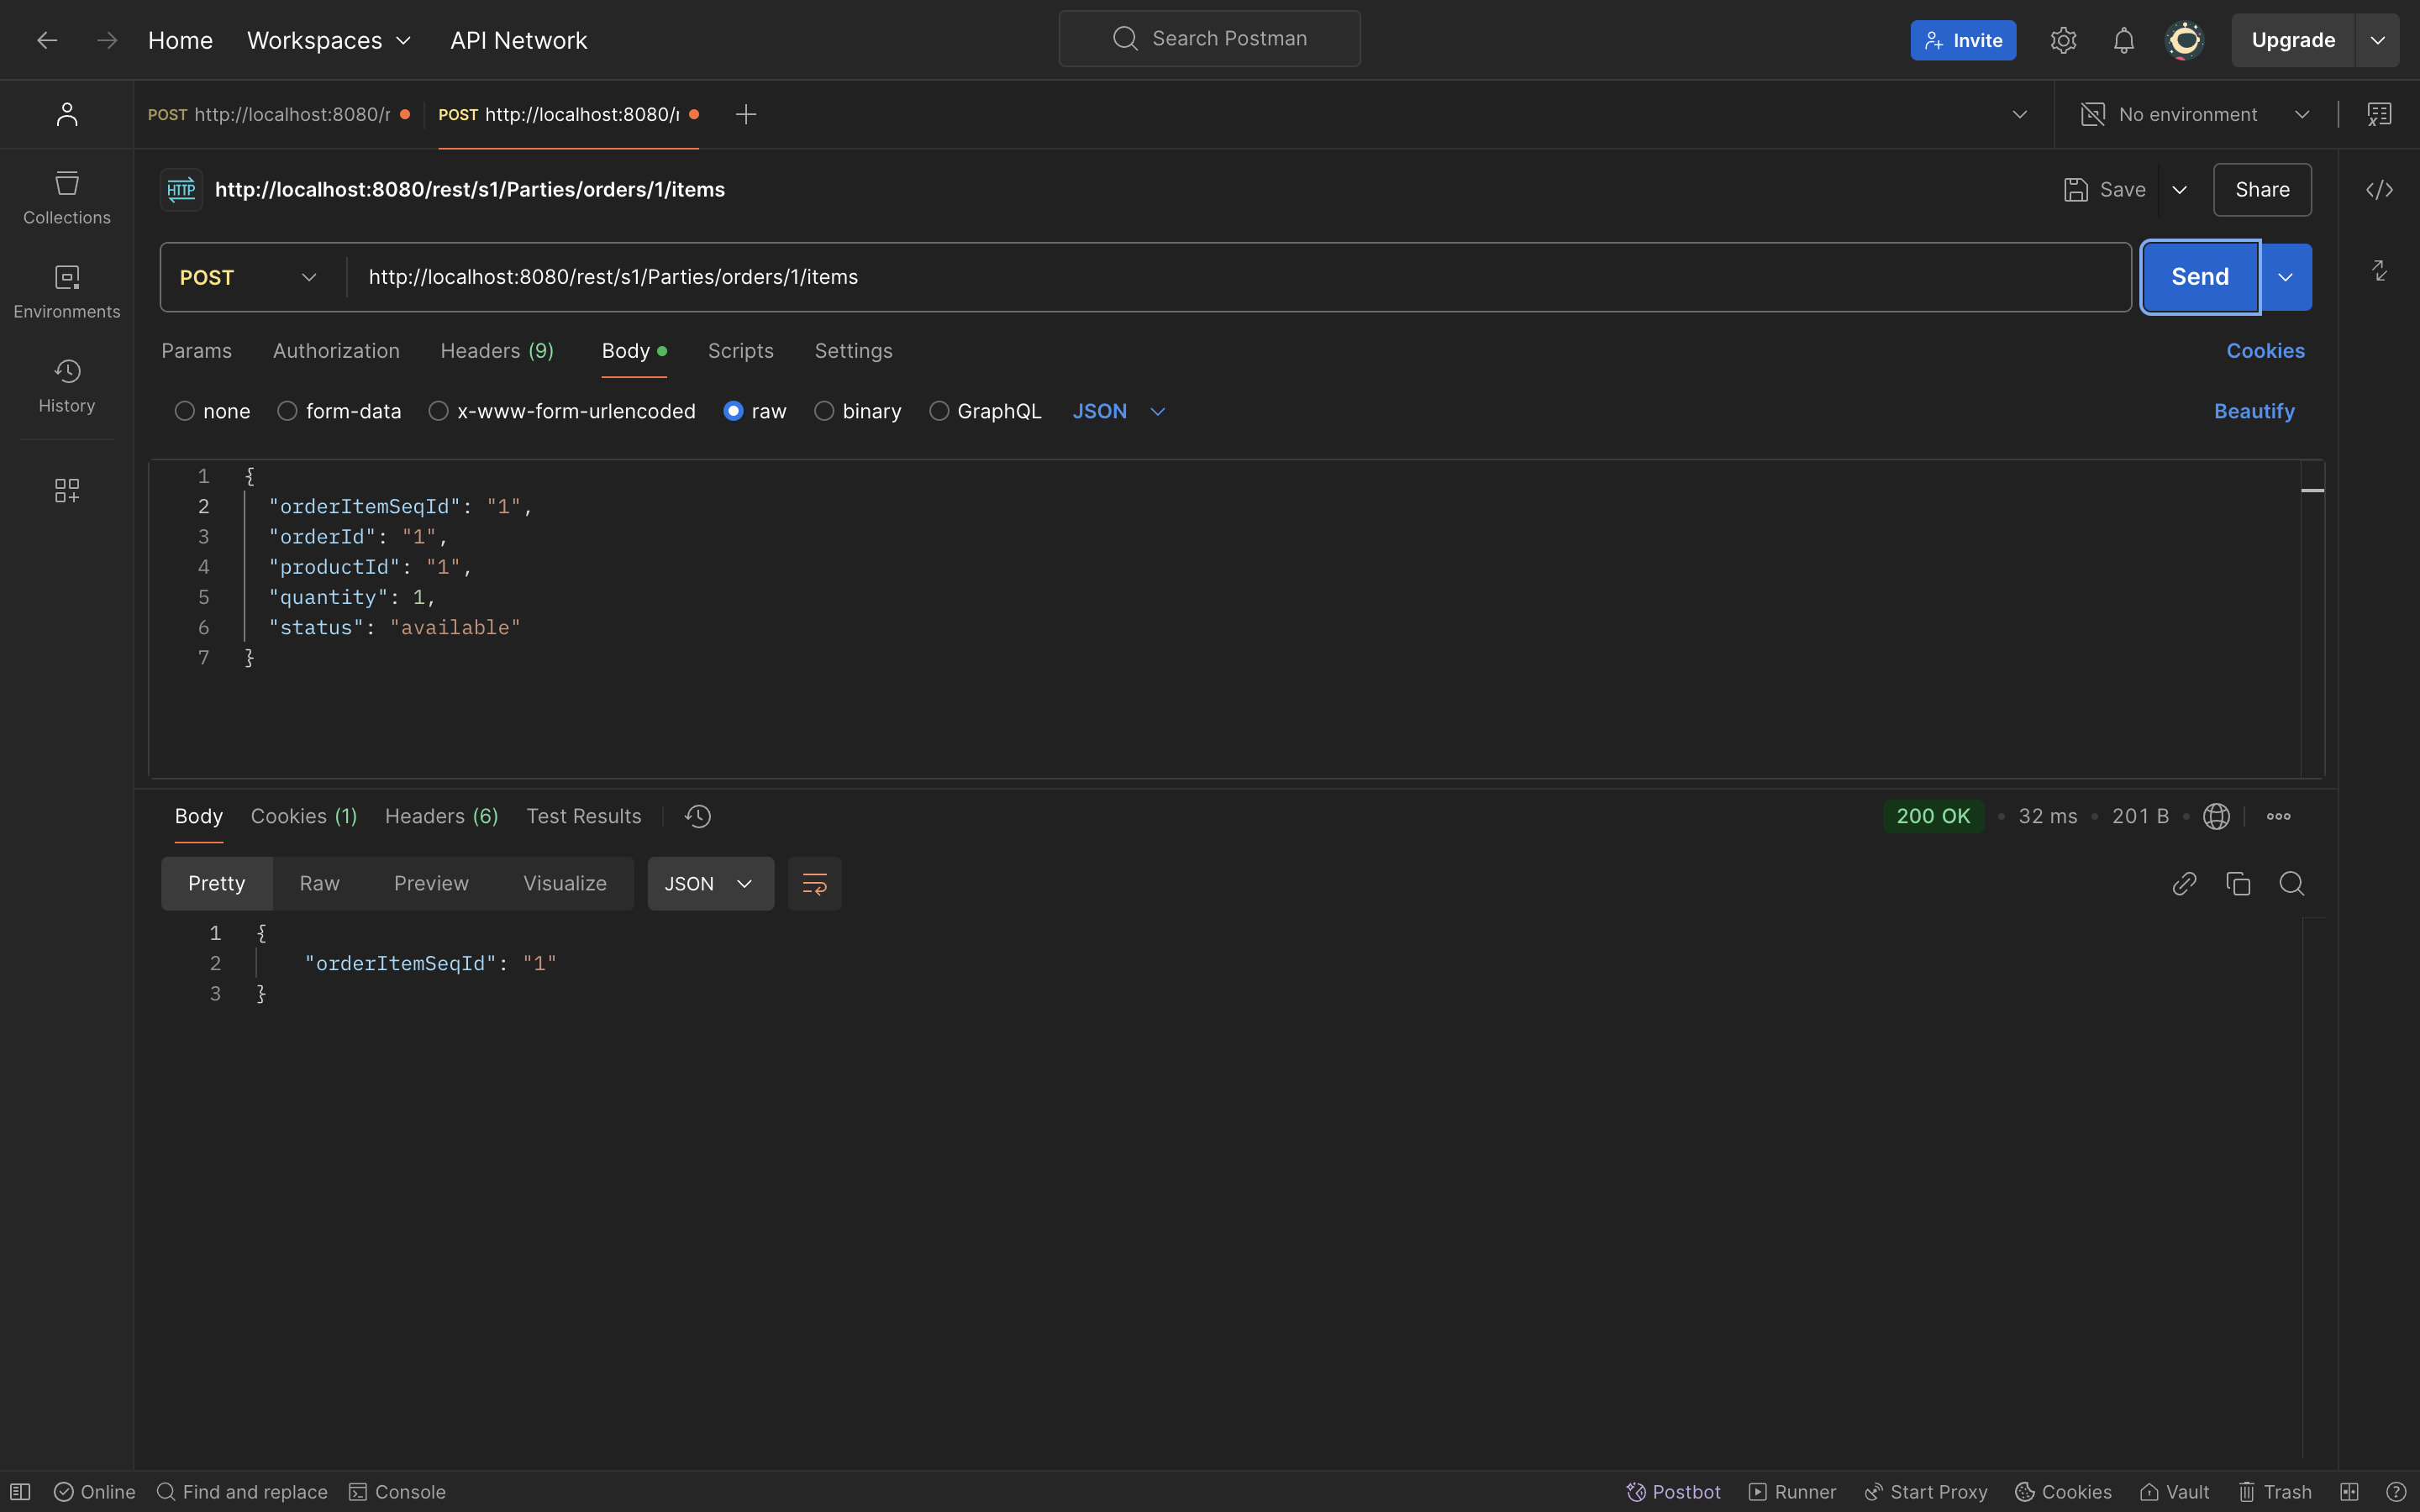 Home Workspaces API Network Search Postman Invite Upgrade
POST http://localhost:8080/r POST http://localhost:8080/r No environment
HTTP http://localhost:8080/rest/s1/Parties/orders/1/items Save Share
Collections
POST http://localhost:8080/rest/s1/Parties/orders/1/items Send
Environments
Params Authorization Headers (9) Body Scripts Settings Cookies
History
none form-data x-www-form-urlencoded raw binary GraphQL JSON Beautify
1 {
2 "orderItemSeqId": "1",
3 "orderId": "1",
4 "productId": "1",
5 "quantity": 1,
6 "status": "available"
7 }
Body Cookies (1) Headers (6) Test Results 200 OK • 32 ms • 201 B
Pretty Raw Preview Visualize JSON
1 {
2 "orderItemSeqId": "1"
3 }
Online Find and replace Console Postbot Runner Start Proxy Cookies Vault Trash